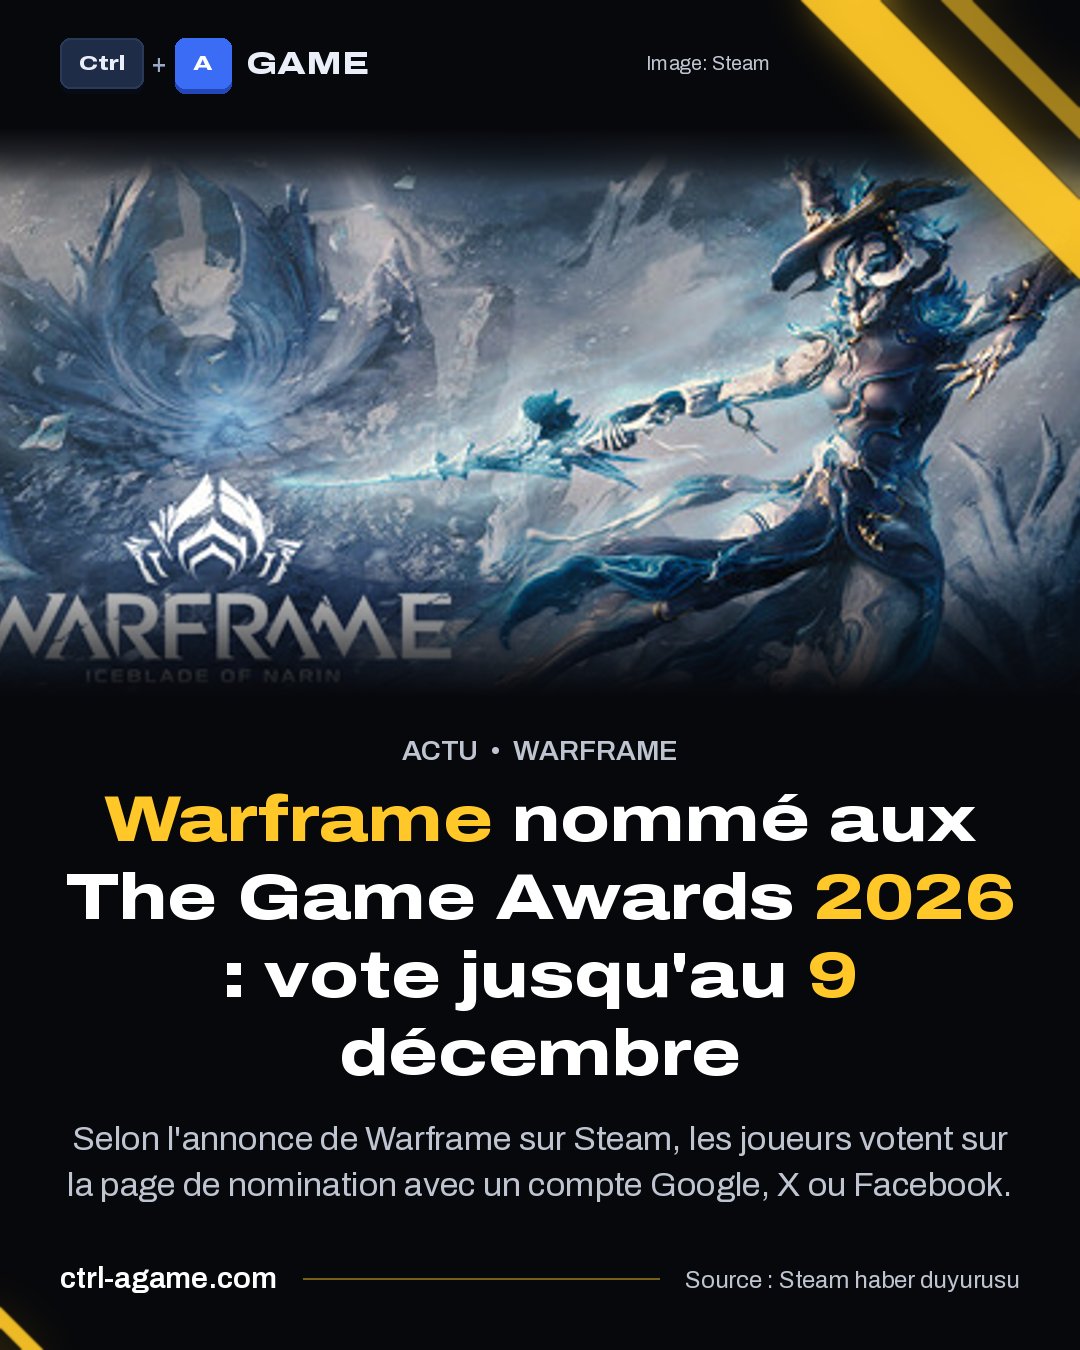 Ctrl + A GAME
Image: Steam
WARFRAME
ICEBLADE OF NARIN
ACTU • WARFRAME
Warframe nommé aux
The Game Awards 2026
: vote jusqu'au 9
décembre
Selon l'annonce de Warframe sur Steam, les joueurs votent sur
la page de nomination avec un compte Google, X ou Facebook.
ctrl-agame.com
Source : Steam haber duyurusu